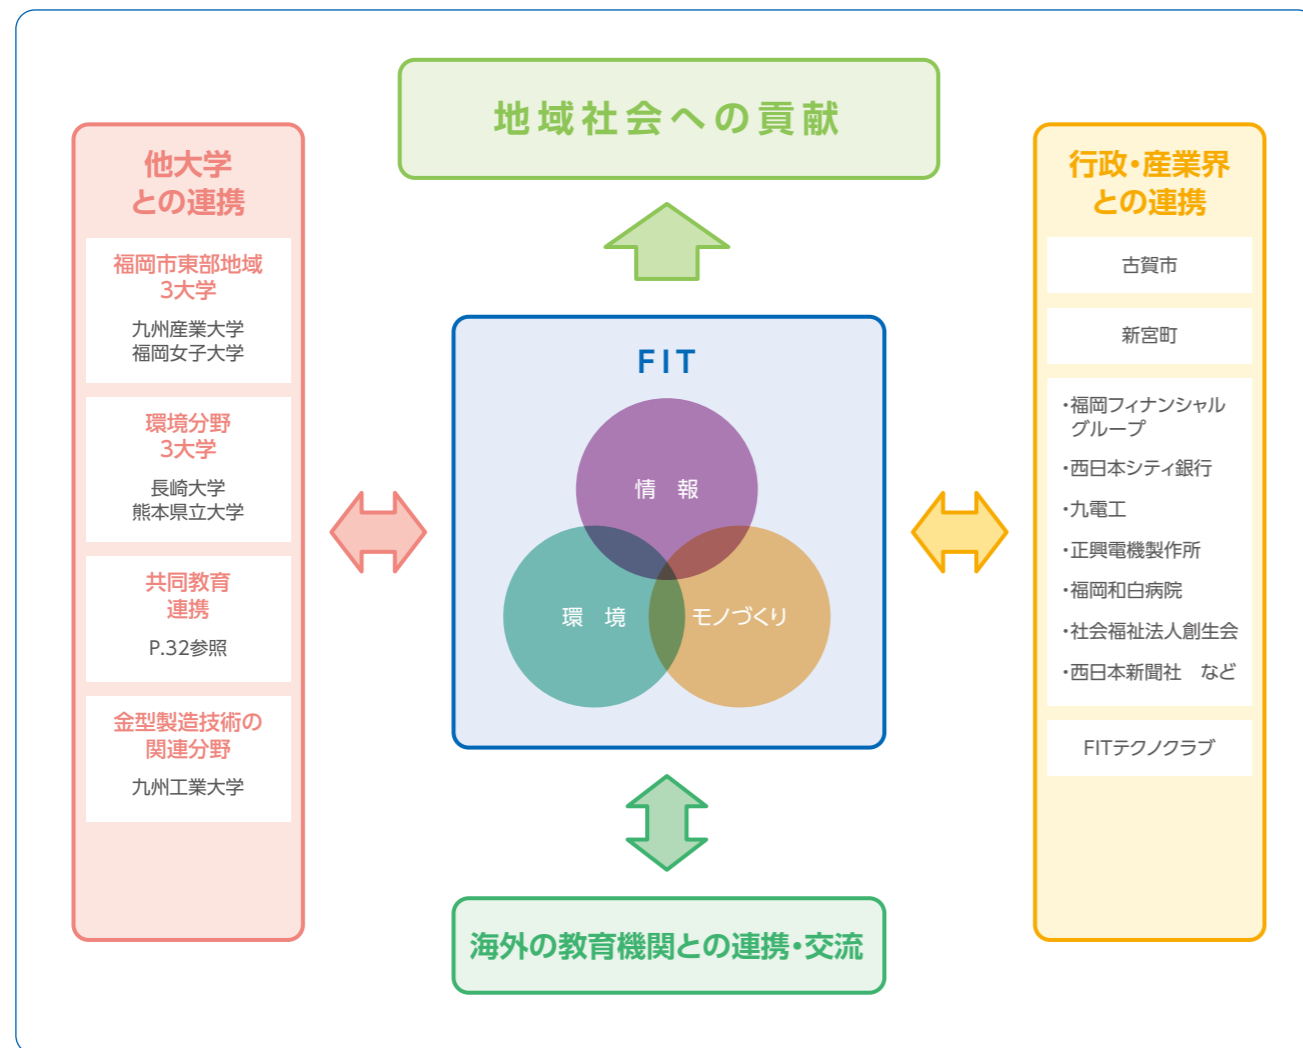 地域社会への貢献
他大学
との連携
福岡市東部地域
3大学
九州産業大学
福岡女子大学
環境分野
3大学
長崎大学
熊本県立大学
共同教育
連携
P.32参照
金型製造技術の
関連分野
九州工業大学
FIT
情 報
環 境
モノづくり
行政・産業界
との連携
古賀市
新宮町
・福岡フィナンシャル
グループ
・西日本シティ銀行
・九電工
・正興電機製作所
・福岡和白病院
・社会福祉法人創生会
・西日本新聞社 など
FITテクノクラブ
海外の教育機関との連携・交流